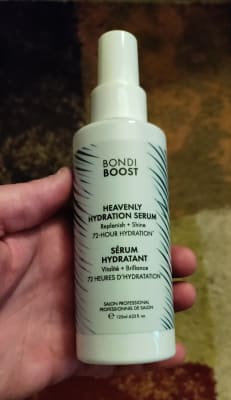 BONDI
BOOST
HEAVENLY
HYDRATION SERUM
Replenish + Shine
72-HOUR HYDRATION*
SÉRUM
HYDRATANT
Vitalité + Brillance
72 HEURES D'HYDRATATION*
SALON PROFESSIONAL
PROFESSIONNEL DE SALON
℮ 125ml 4.23 fl. oz